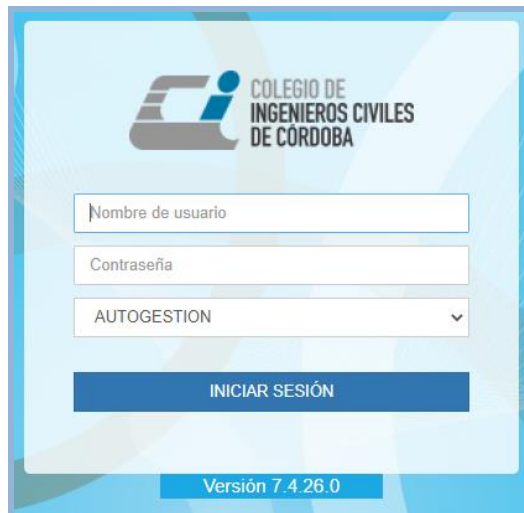 COLEGIO DE
INGENIEROS CIVILES
DE CÓRDOBA
Nombre de usuario
Contraseña
AUTOGESTION
INICIAR SESIÓN
Versión 7.4.26.0